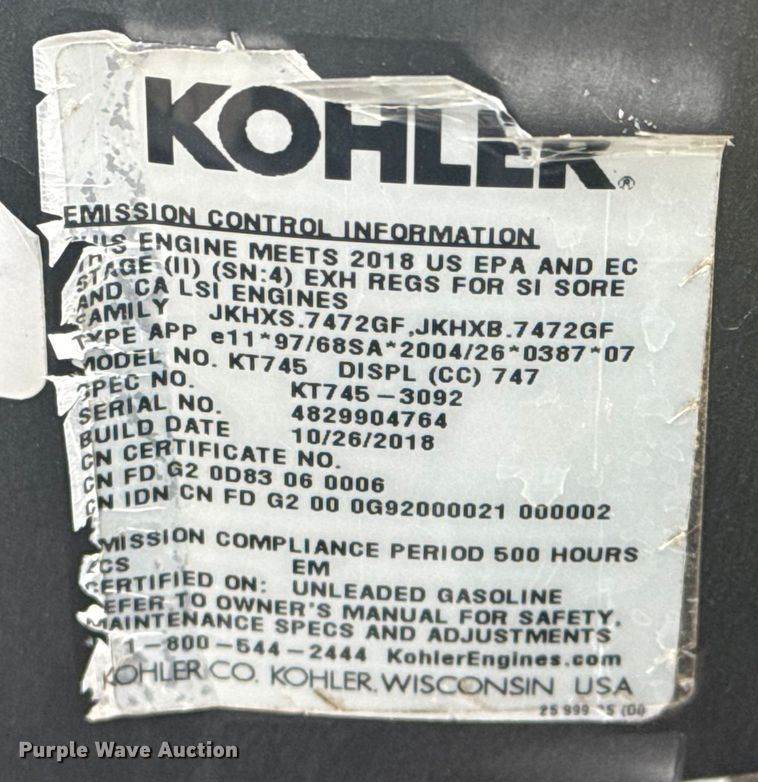 KOHLER®
EMISSION CONTROL INFORMATION
THIS ENGINE MEETS 2018 US EPA AND EC
STAGE (II) (SN:4) EXH REGS FOR SI SORE
AND CA LSI ENGINES
FAMILY JKHXS.7472GF,JKHXB.7472GF
TYPE APP e11*97/68SA*2004/26*0387*07
MODEL NO. KT745 DISPL (CC) 747
SPEC NO. KT745-3092
SERIAL NO. 4829904764
BUILD DATE 10/26/2018
CN CERTIFICATE NO.
CN FD G2 0D83 06 0006
CN IDN CN FD G2 00 0G92000021 000002
EMISSION COMPLIANCE PERIOD 500 HOURS
ECS EM
CERTIFIED ON: UNLEADED GASOLINE
REFER TO OWNER'S MANUAL FOR SAFETY,
MAINTENANCE SPECS AND ADJUSTMENTS
1-800-544-2444 KohlerEngines.com
KOHLER CO. KOHLER, WISCONSIN USA
25 999
Purple Wave Auction